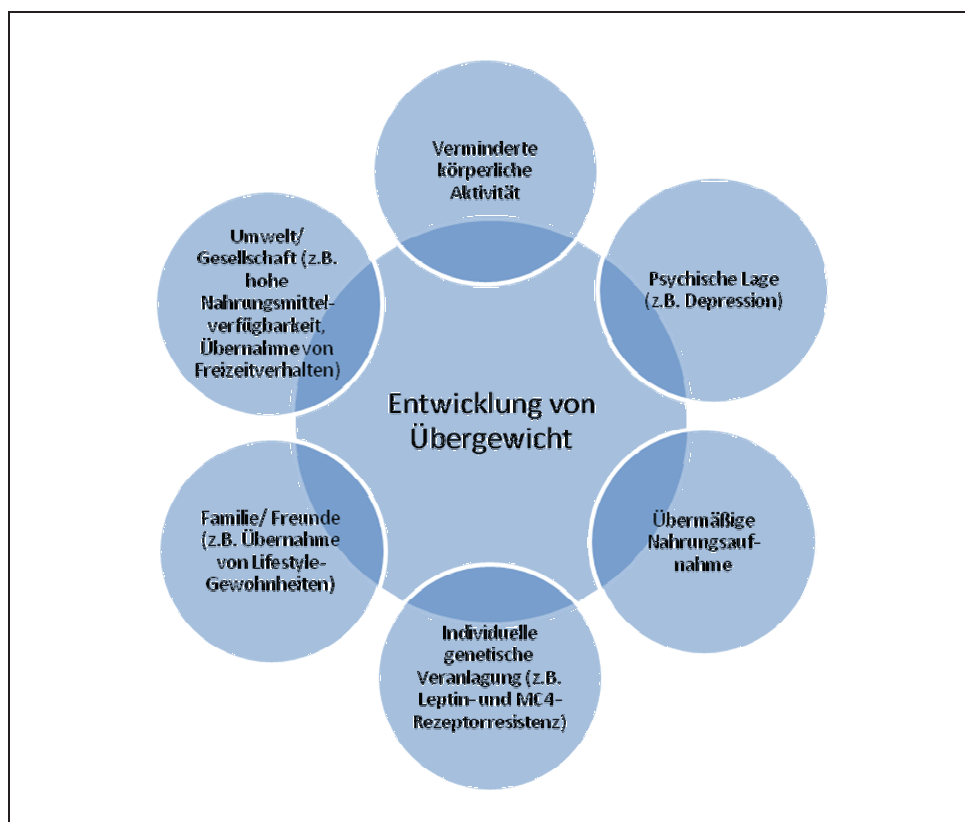 Verminderte
körperliche
Aktivität
Psychische Lage
(z.B. Depression)
Übermäßige
Nahrungsauf-
nahme
Individuelle
genetische
Veranlagung (z.B.
Leptin- und MC4-
Rezeptorresistenz)
Familie/ Freunde
(z.B. Übernahme
von Lifestyle-
Gewohnheiten)
Umwelt/
Gesellschaft (z.B.
hohe
Nahrungsmittel-
verfügbarkeit,
Übernahme von
Freizeitverhalten)
Entwicklung von
Übergewicht